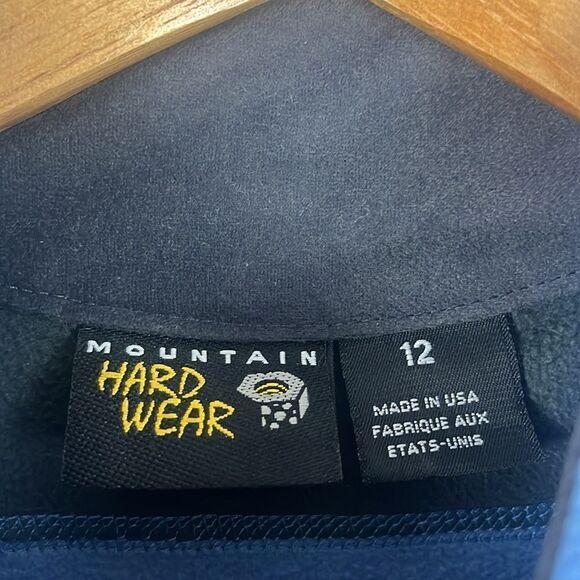 MOUNTAIN
HARD
WEAR
12
MADE IN USA
FABRIQUE AUX
ETATS-UNIS